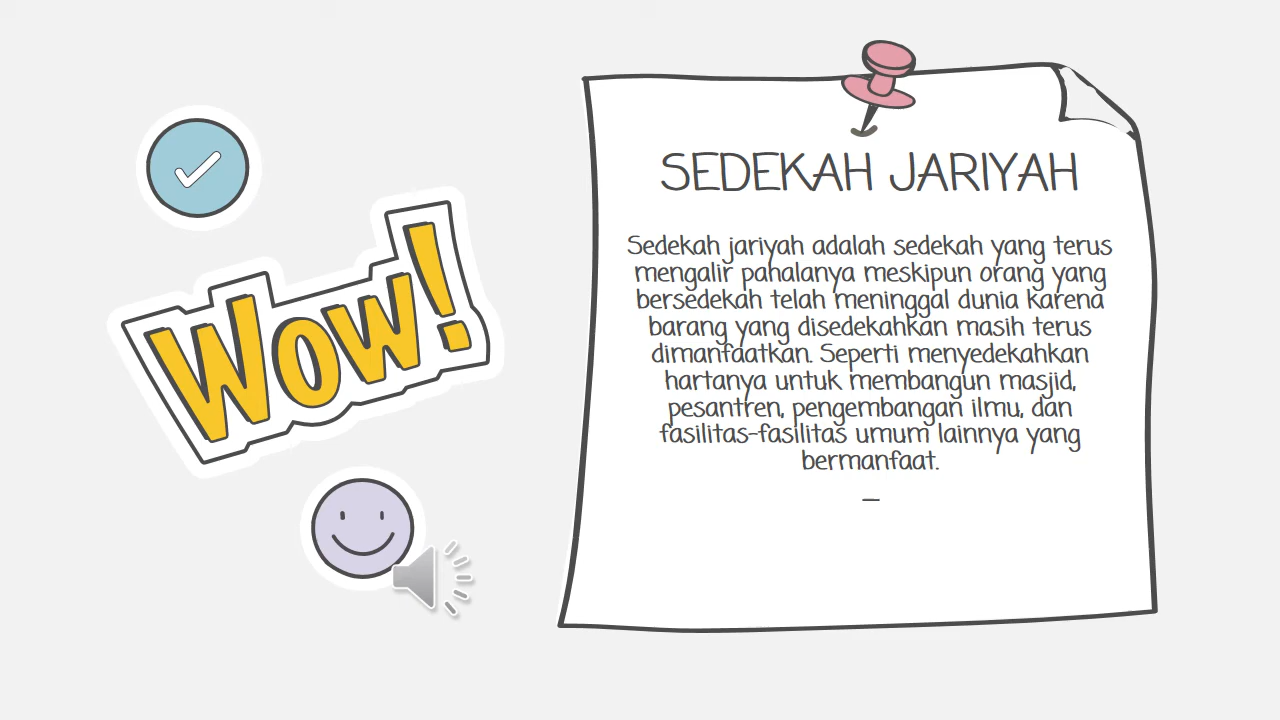 Wow!
SEDEKAH JARIYAH
Sedekah jariyah adalah sedekah yang terus
mengalir pahalanya meskipun orang yang
bersedekah telah meninggal dunia karena
barang yang disedekahkan masih terus
dimanfaatkan. Seperti menyedekahkan
hartanya untuk membangun masjid,
pesantren, pengembangan ilmu, dan
fasilitas-fasilitas umum lainnya yang
bermanfaat.
—